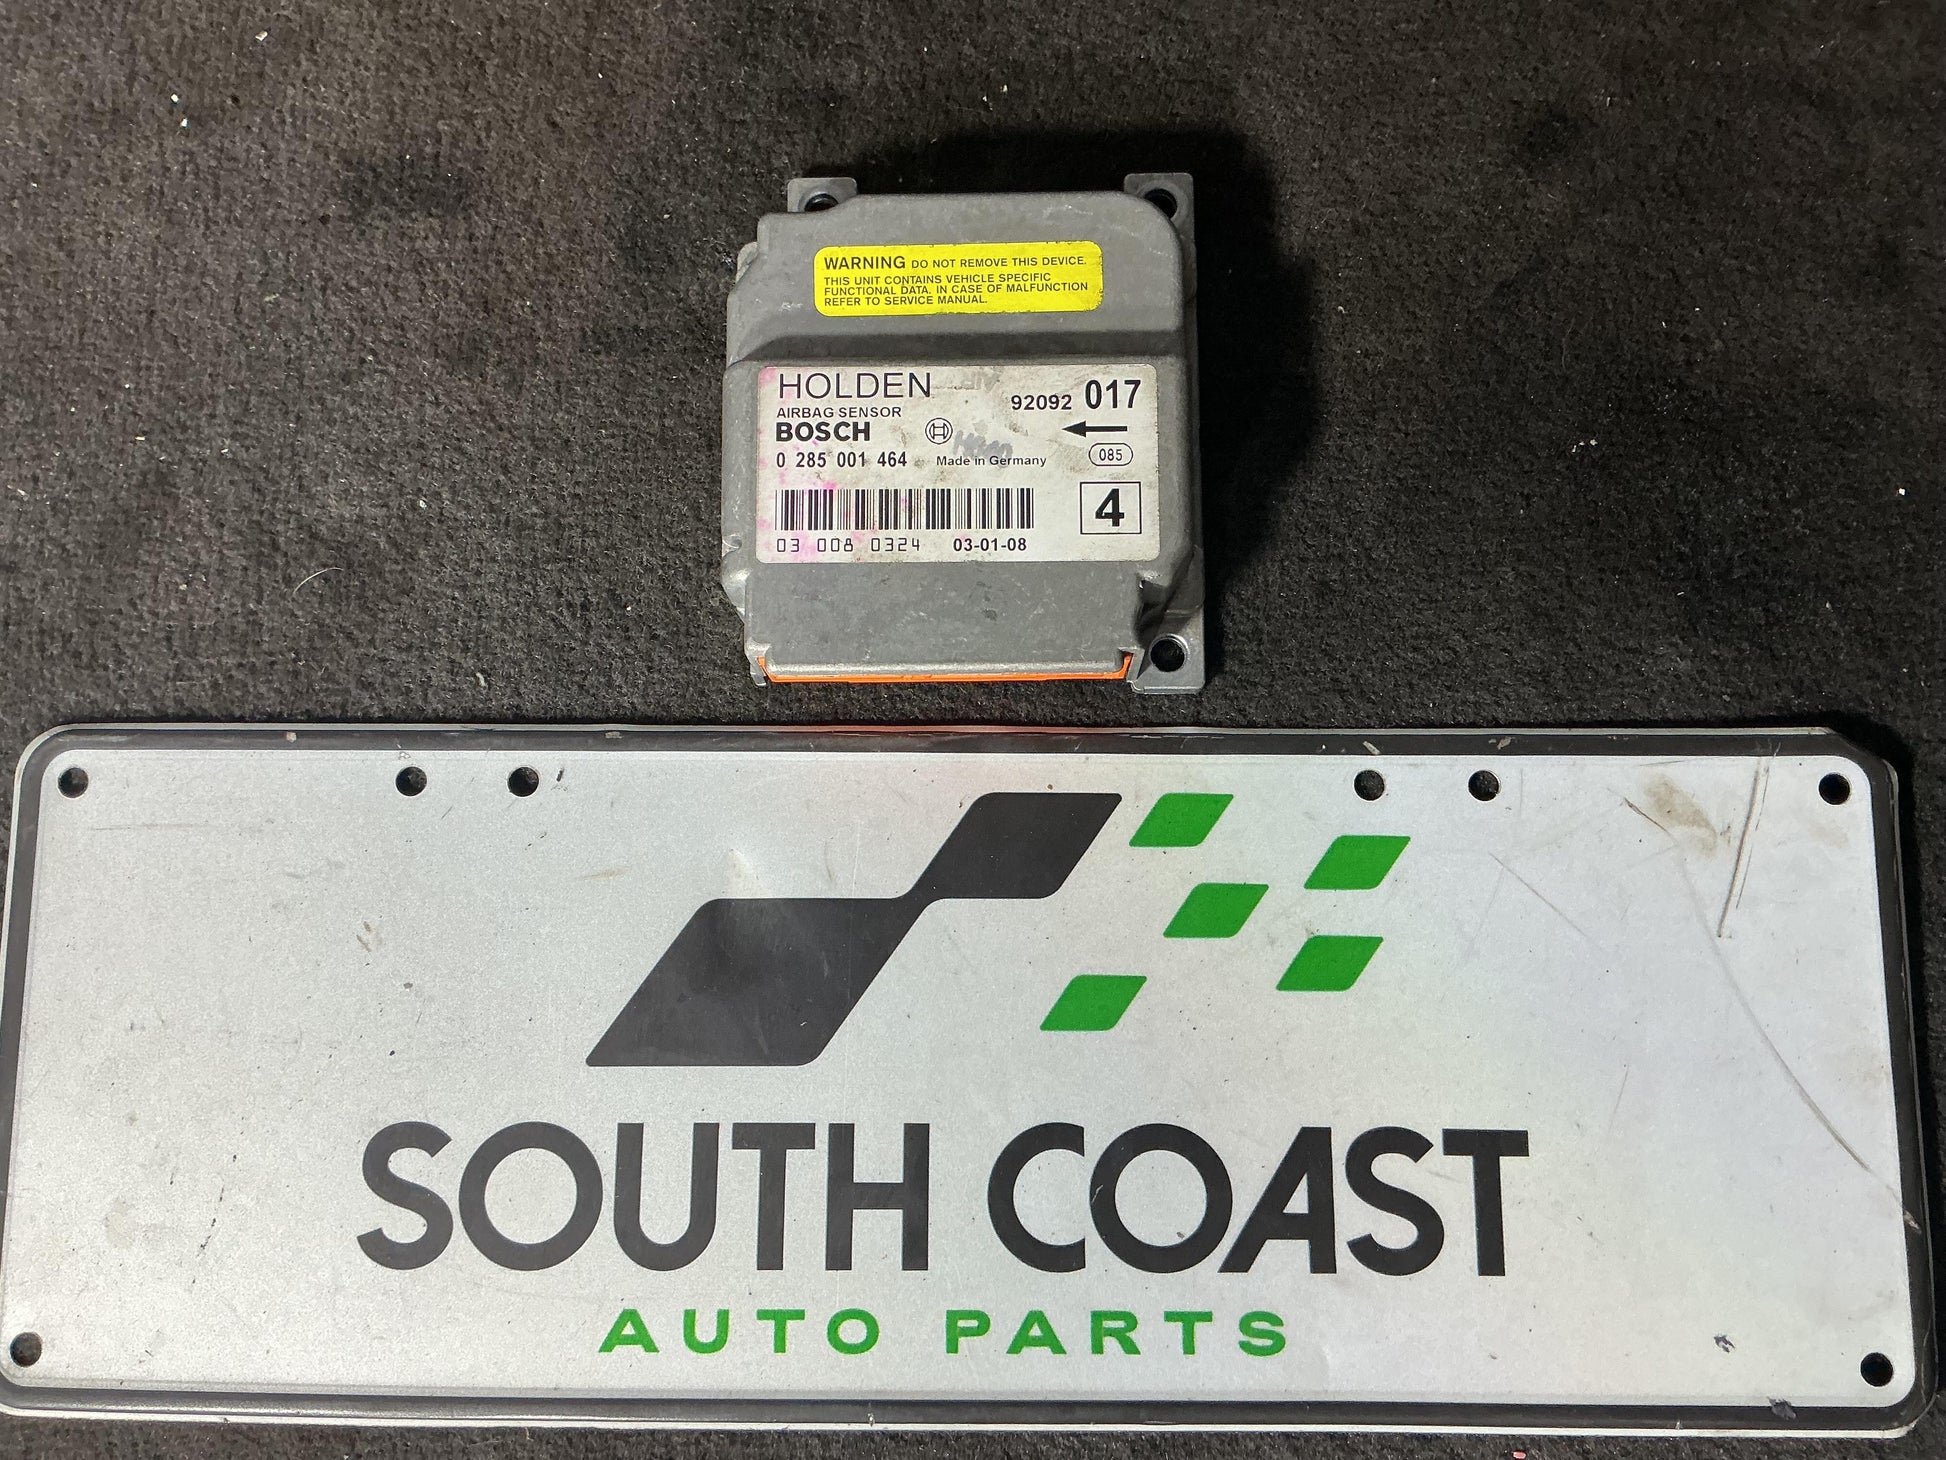 WARNING DO NOT REMOVE THIS DEVICE.
THIS UNIT CONTAINS VEHICLE SPECIFIC
FUNCTIONAL DATA. IN CASE OF MALFUNCTION
REFER TO SERVICE MANUAL.
HOLDEN
92092 017
AIRBAG SENSOR
BOSCH
0 285 001 464 Made in Germany
085
4
03 008 0324 03-01-08
SOUTH COAST
AUTO PARTS